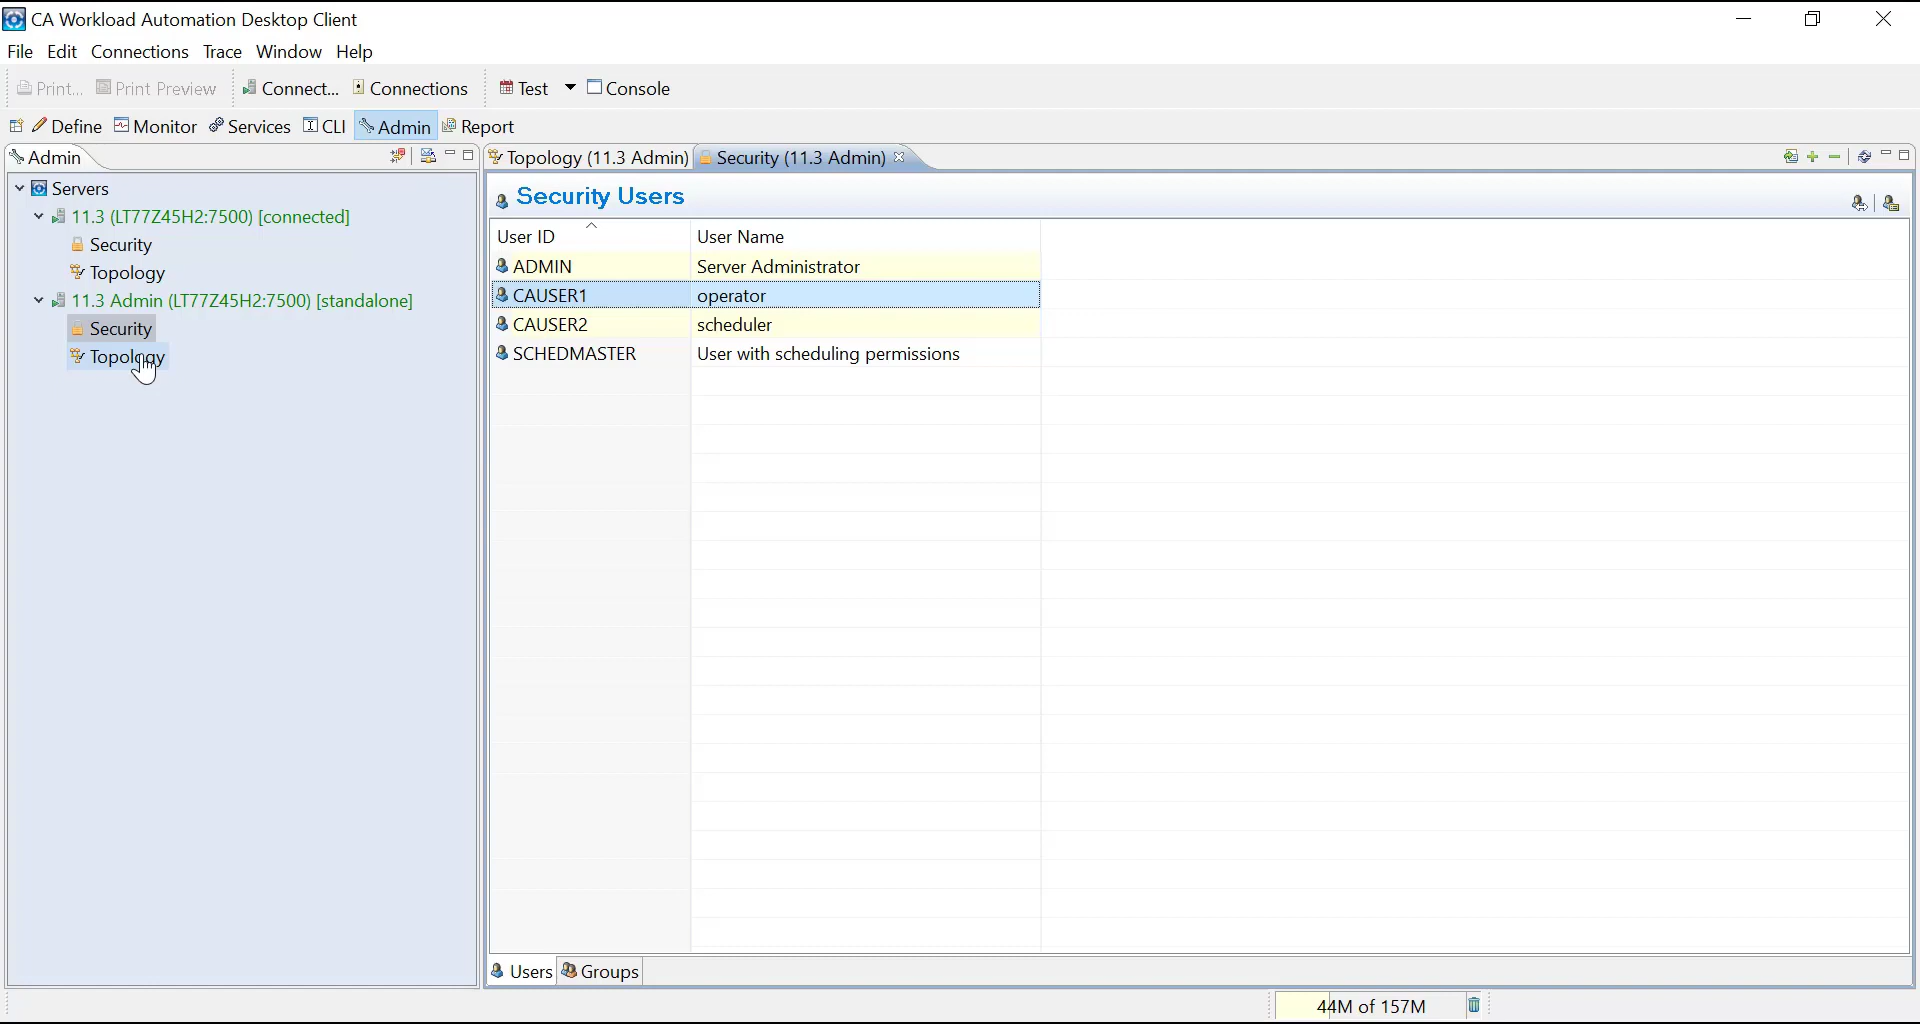 CA Workload Automation Desktop Client
File Edit Connections Trace Window Help
Print... Print Preview Connect... Connections Test Console
Define Monitor Services CLI Admin Report
Admin
Topology (11.3 Admin) Security (11.3 Admin)
Servers
11.3 (LT77Z45H2:7500) [connected]
Security
Topology
11.3 Admin (LT77Z45H2:7500) [standalone]
Security
Topology
Security Users
User ID User Name
ADMIN Server Administrator
CAUSER1 operator
CAUSER2 scheduler
SCHEDMASTER User with scheduling permissions
Users Groups
44M of 157M